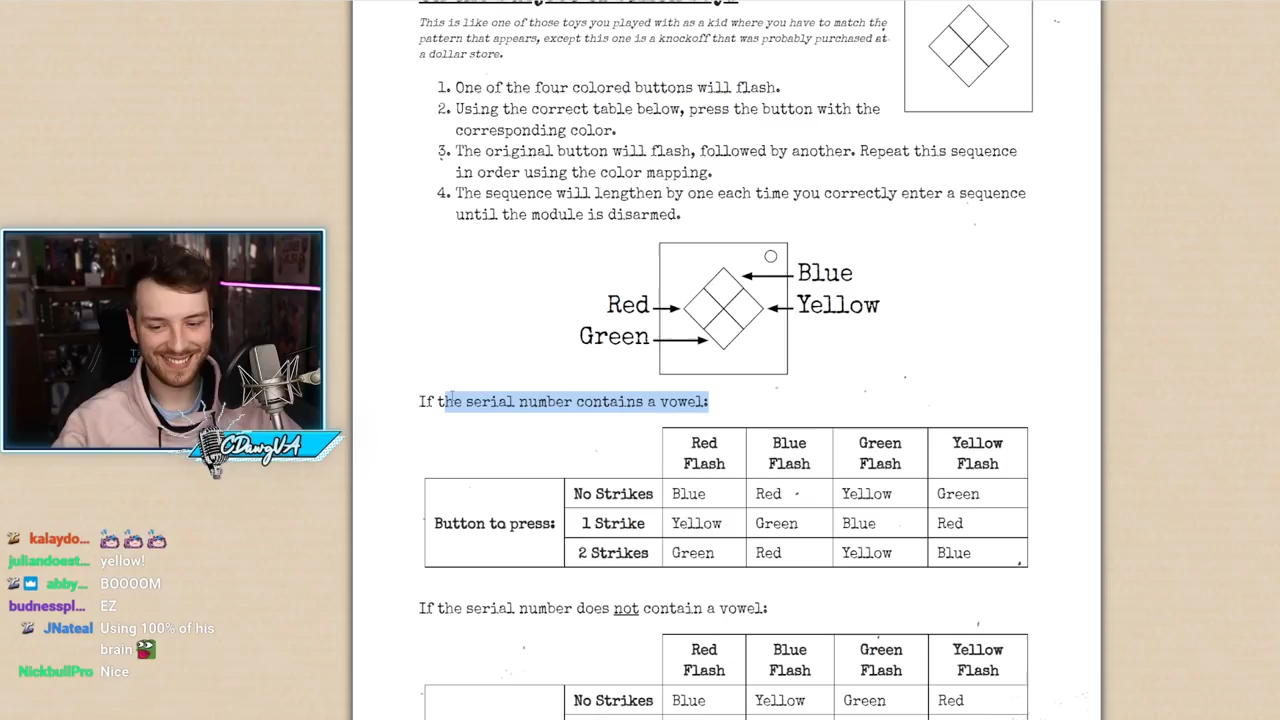 This is like one of those toys you played with as a kid where you have to match the
pattern that appears, except this one is a knockoff that was probably purchased at
a dollar store.
1. One of the four colored buttons will flash.
2. Using the correct table below, press the button with the
corresponding color.
3. The original button will flash, followed by another. Repeat this sequence
in order using the color mapping.
4. The sequence will lengthen by one each time you correctly enter a sequence
until the module is disarmed.
Blue
Red
Yellow
Green
If the serial number contains a vowel:
Red Blue Green Yellow
Flash Flash Flash Flash
No Strikes Blue Red Yellow Green
Button to press: 1 Strike Yellow Green Blue Red
2 Strikes Green Red Yellow Blue
If the serial number does not contain a vowel:
Red Blue Green Yellow
Flash Flash Flash Flash
No Strikes Blue Yellow Green Red
CDawgVA
kalaydo...
juliandoest... yellow!
abby... BOOOOM
budnesspl... EZ
JNateal Using 100% of his
brain
NickbullPro Nice